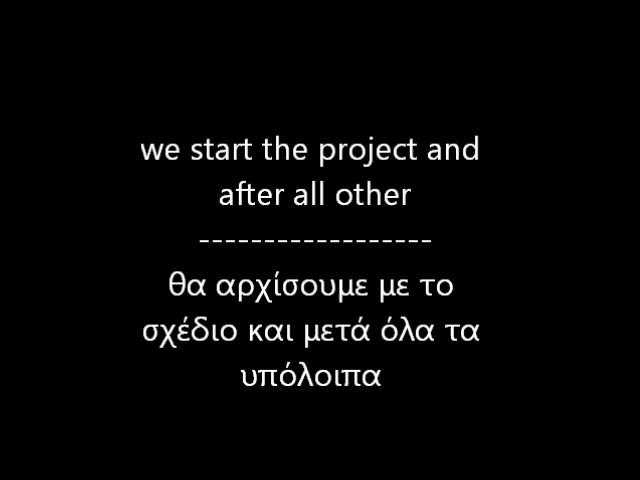 we start the project and
after all other
------------------
θα αρχίσουμε με το
σχέδιο και μετά όλα τα
υπόλοιπα